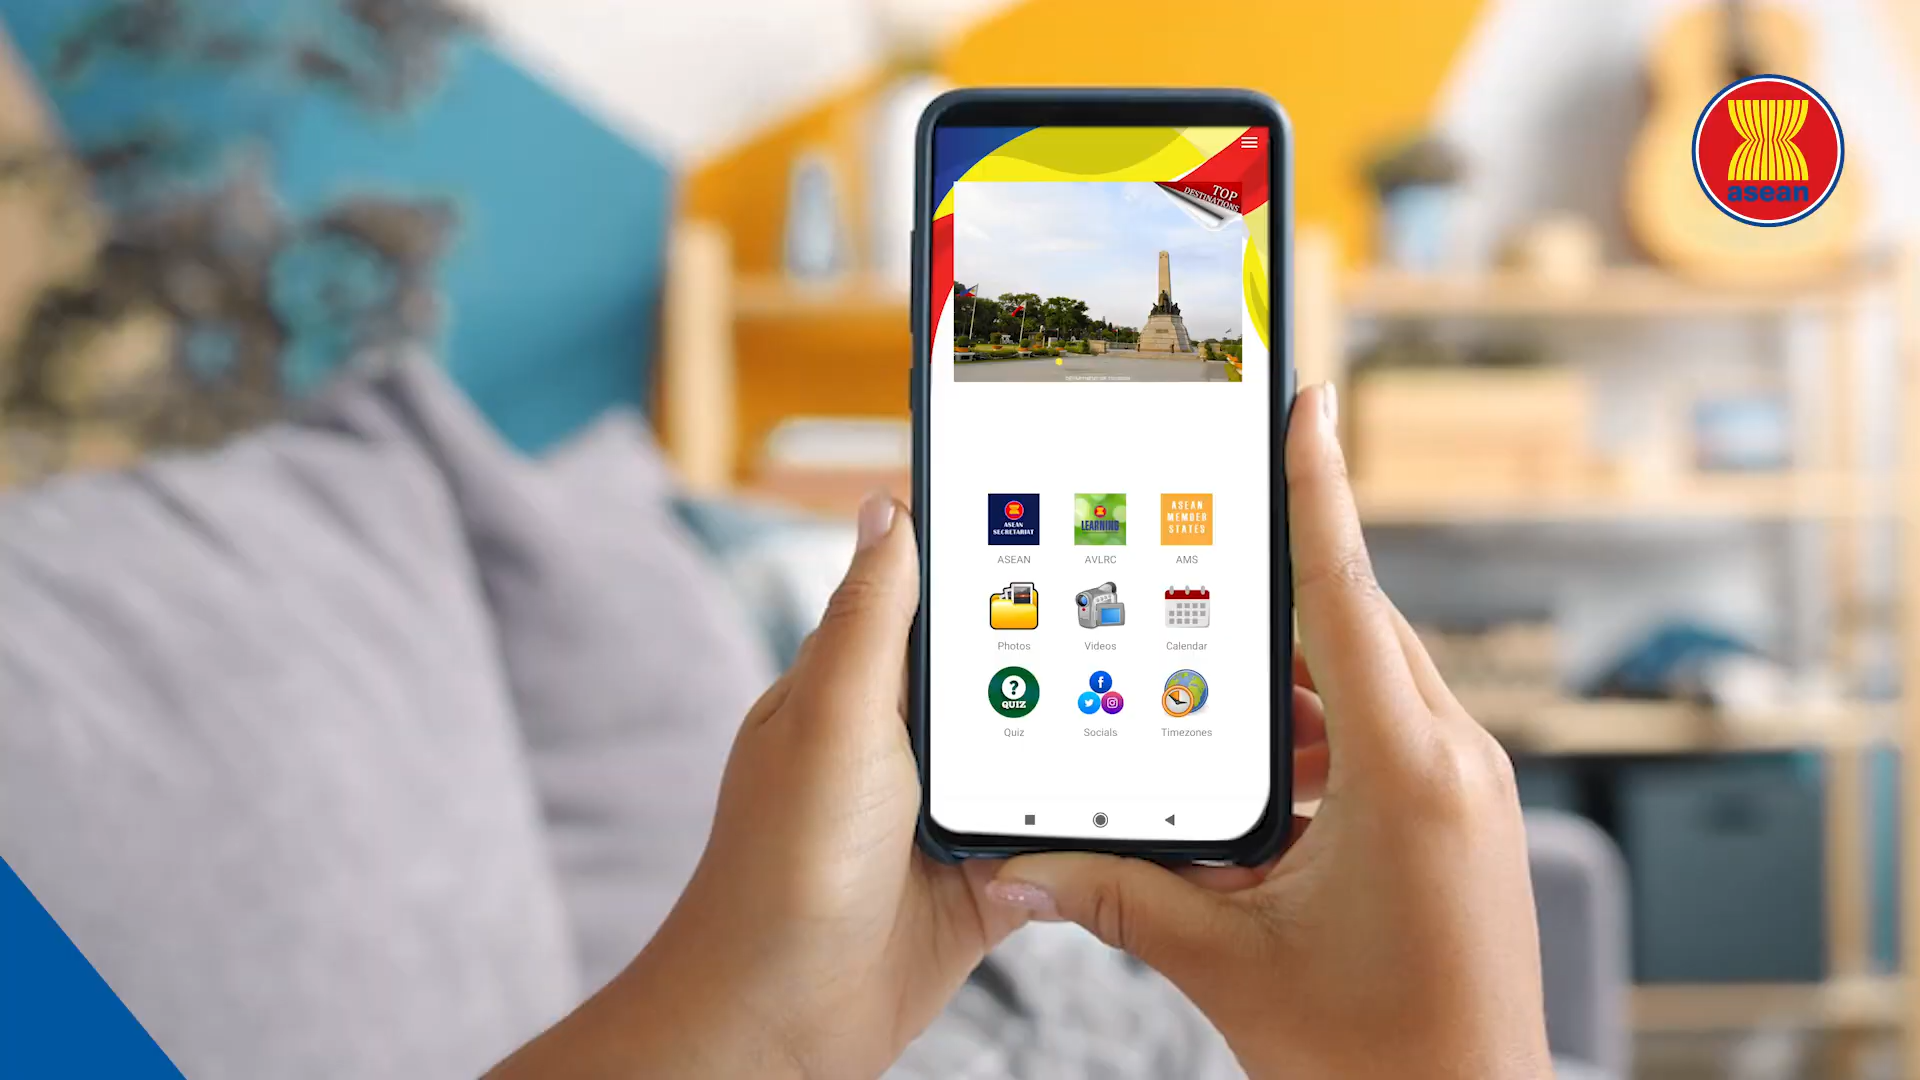 TOP
DESTINATIONS
asean
ASEAN
SECRETARIAT
LEARNING
ASEAN
MEMBER
STATES
ASEAN
AVLRC
AMS
Photos
Videos
Calendar
?
QUIZ
Quiz
Socials
Timezones